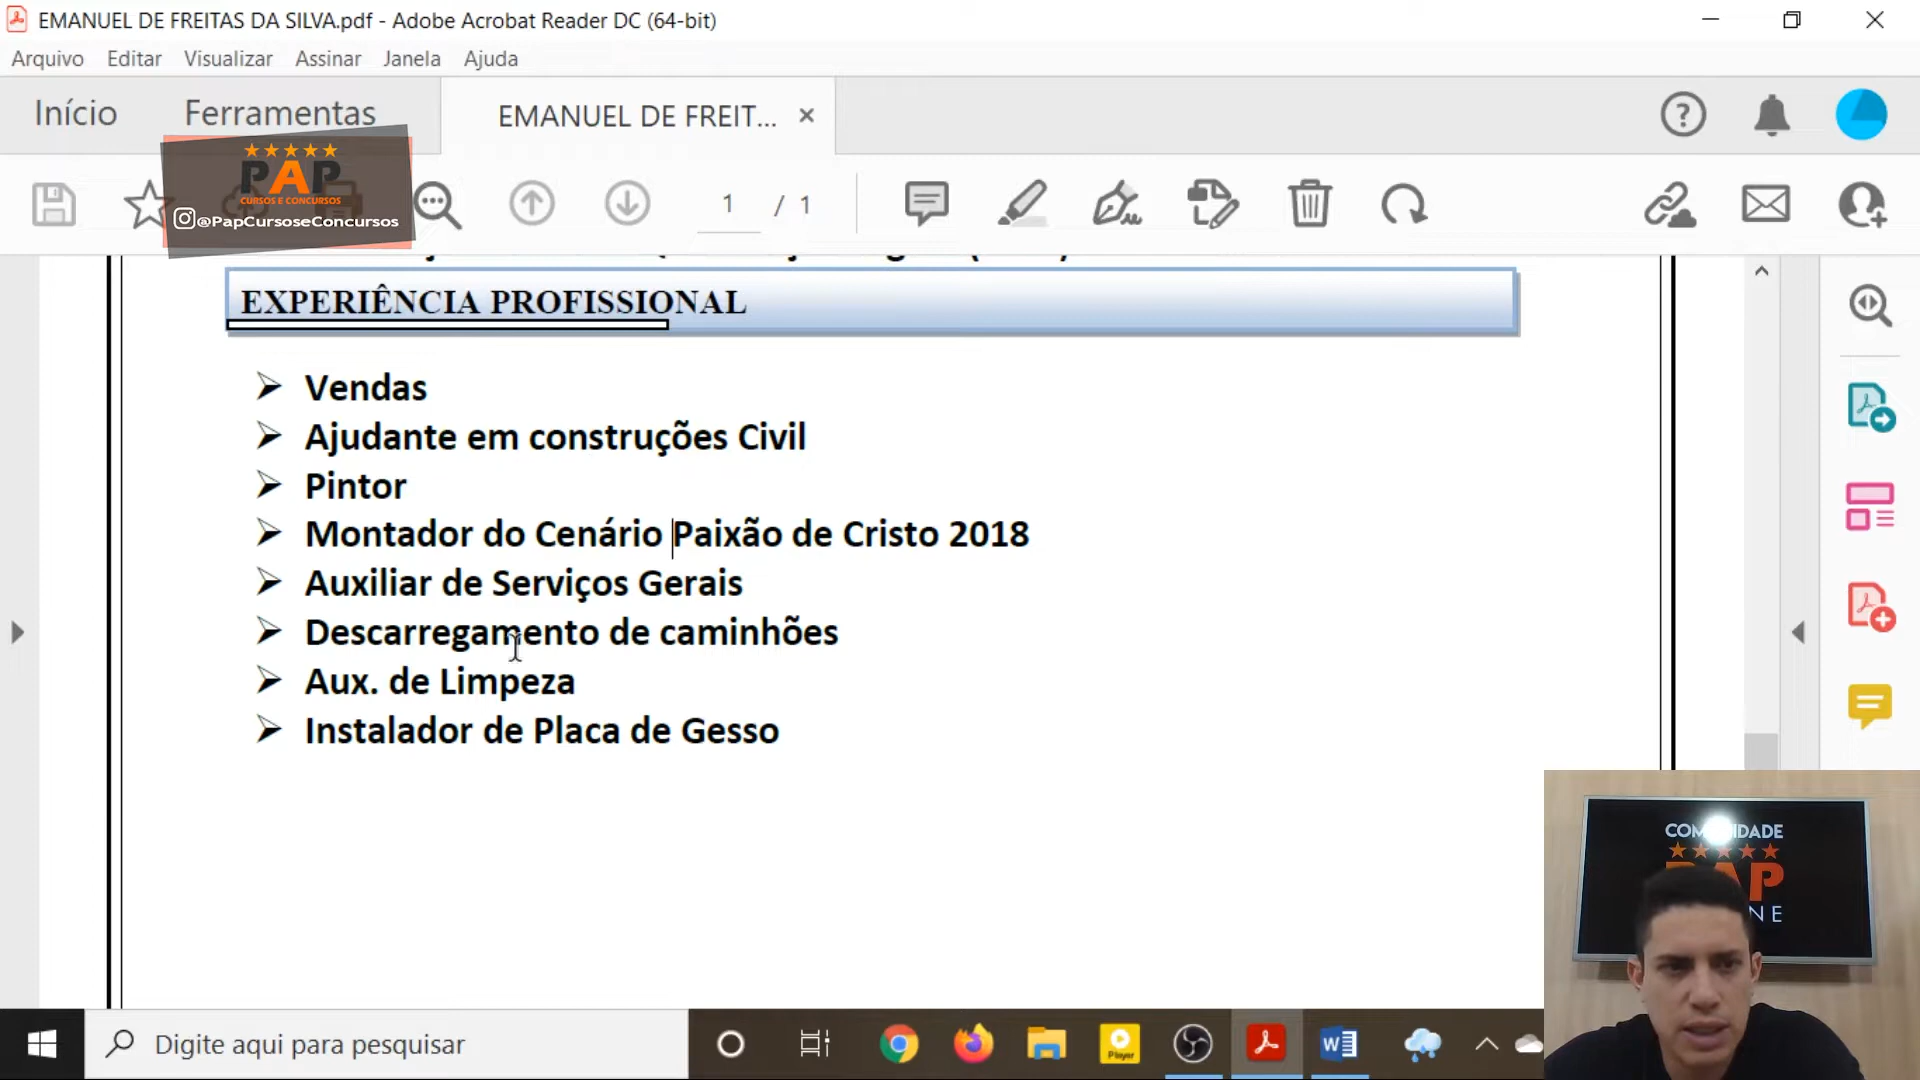 EMANUEL DE FREITAS DA SILVA.pdf - Adobe Acrobat Reader DC (64-bit)
Arquivo Editar Visualizar Assinar Janela Ajuda
Início Ferramentas EMANUEL DE FREIT...
PAP
CURSOS E CONCURSOS
@PapCursoseConcursos
1 / 1
EXPERIÊNCIA PROFISSIONAL
Vendas
Ajudante em construções Civil
Pintor
Montador do Cenário Paixão de Cristo 2018
Auxiliar de Serviços Gerais
Descarregamento de caminhões
Aux. de Limpeza
Instalador de Placa de Gesso
PAP
Digite aqui para pesquisar
Player